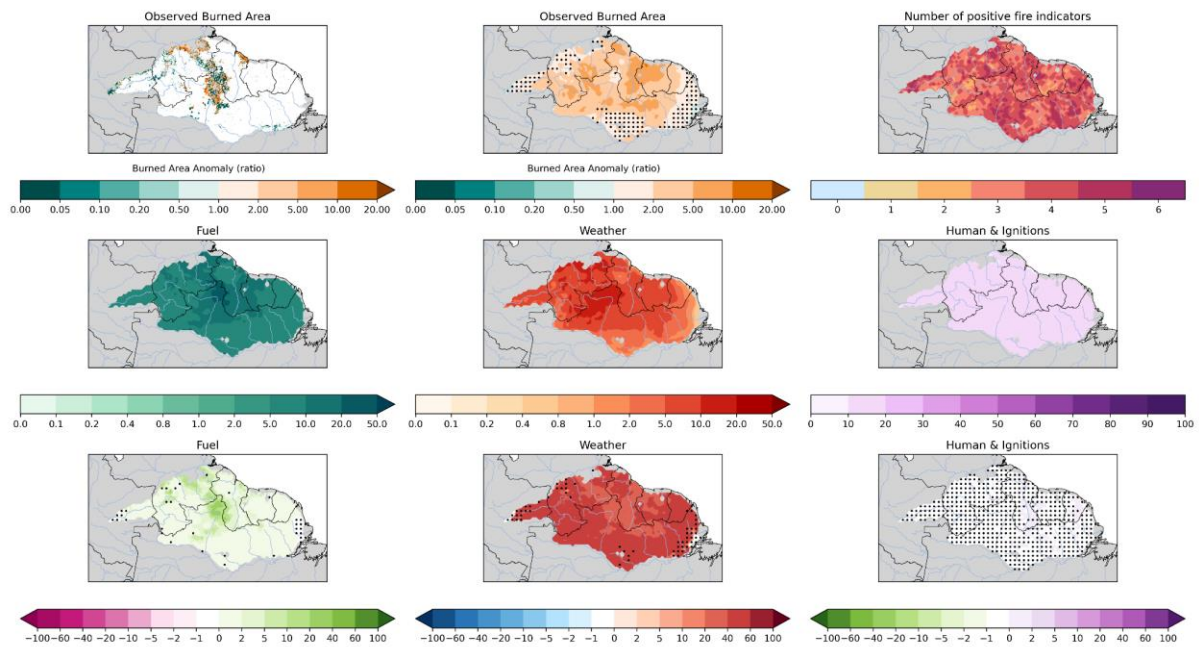 Observed Burned Area
Observed Burned Area
Number of positive fire indicators
Burned Area Anomaly (ratio)
Burned Area Anomaly (ratio)
0.00 0.05 0.10 0.20 0.50 1.00 2.00 5.00 10.00 20.00
0.00 0.05 0.10 0.20 0.50 1.00 2.00 5.00 10.00 20.00
0 1 2 3 4 5 6
Fuel
Weather
Human & Ignitions
0.0 0.1 0.2 0.4 0.8 1.0 2.0 5.0 10.0 20.0 50.0
0.0 0.1 0.2 0.4 0.8 1.0 2.0 5.0 10.0 20.0 50.0
0 10 20 30 40 50 60 70 80 90 100
Fuel
Weather
Human & Ignitions
−100−60 −40 −20 −10 −5 −2 −1 0 2 5 10 20 40 60 100
−100−60 −40 −20 −10 −5 −2 −1 0 2 5 10 20 40 60 100
−100−60 −40 −20 −10 −5 −2 −1 0 2 5 10 20 40 60 100